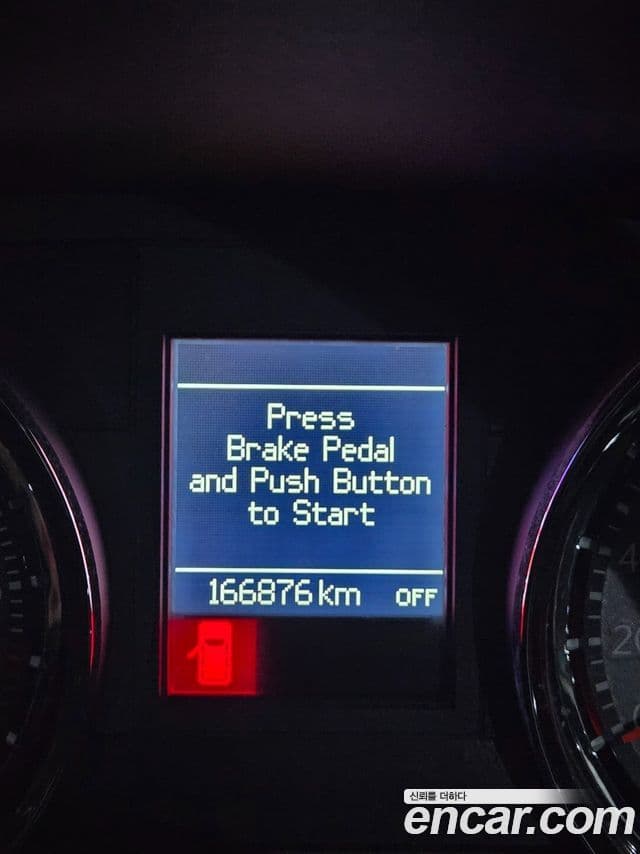 Press
Brake Pedal
and Push Button
to Start
166876 km OFF
신뢰를 더하다
encar.com